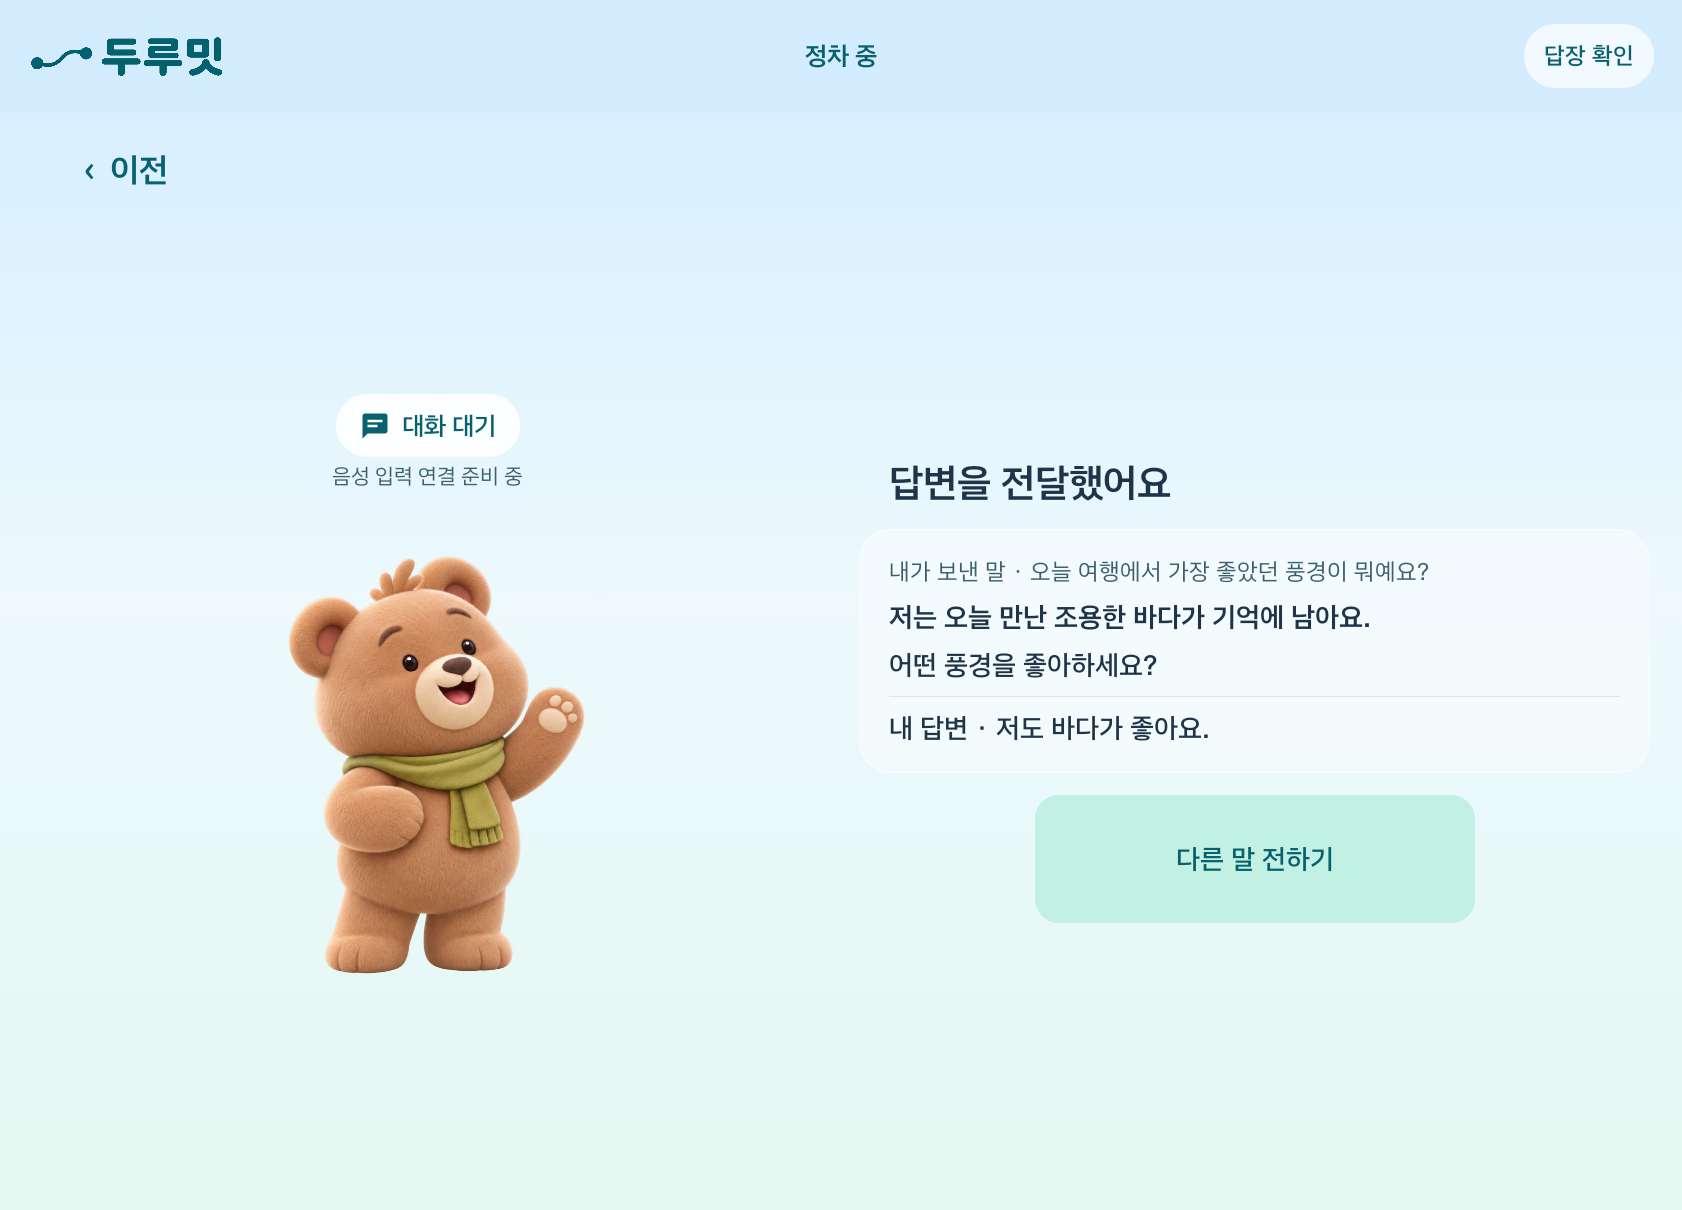 두루밋
정차 중
답장 확인
‹ 이전
대화 대기
음성 입력 연결 준비 중
답변을 전달했어요
내가 보낸 말 · 오늘 여행에서 가장 좋았던 풍경이 뭐예요?
저는 오늘 만난 조용한 바다가 기억에 남아요.
어떤 풍경을 좋아하세요?
내 답변 · 저도 바다가 좋아요.
다른 말 전하기